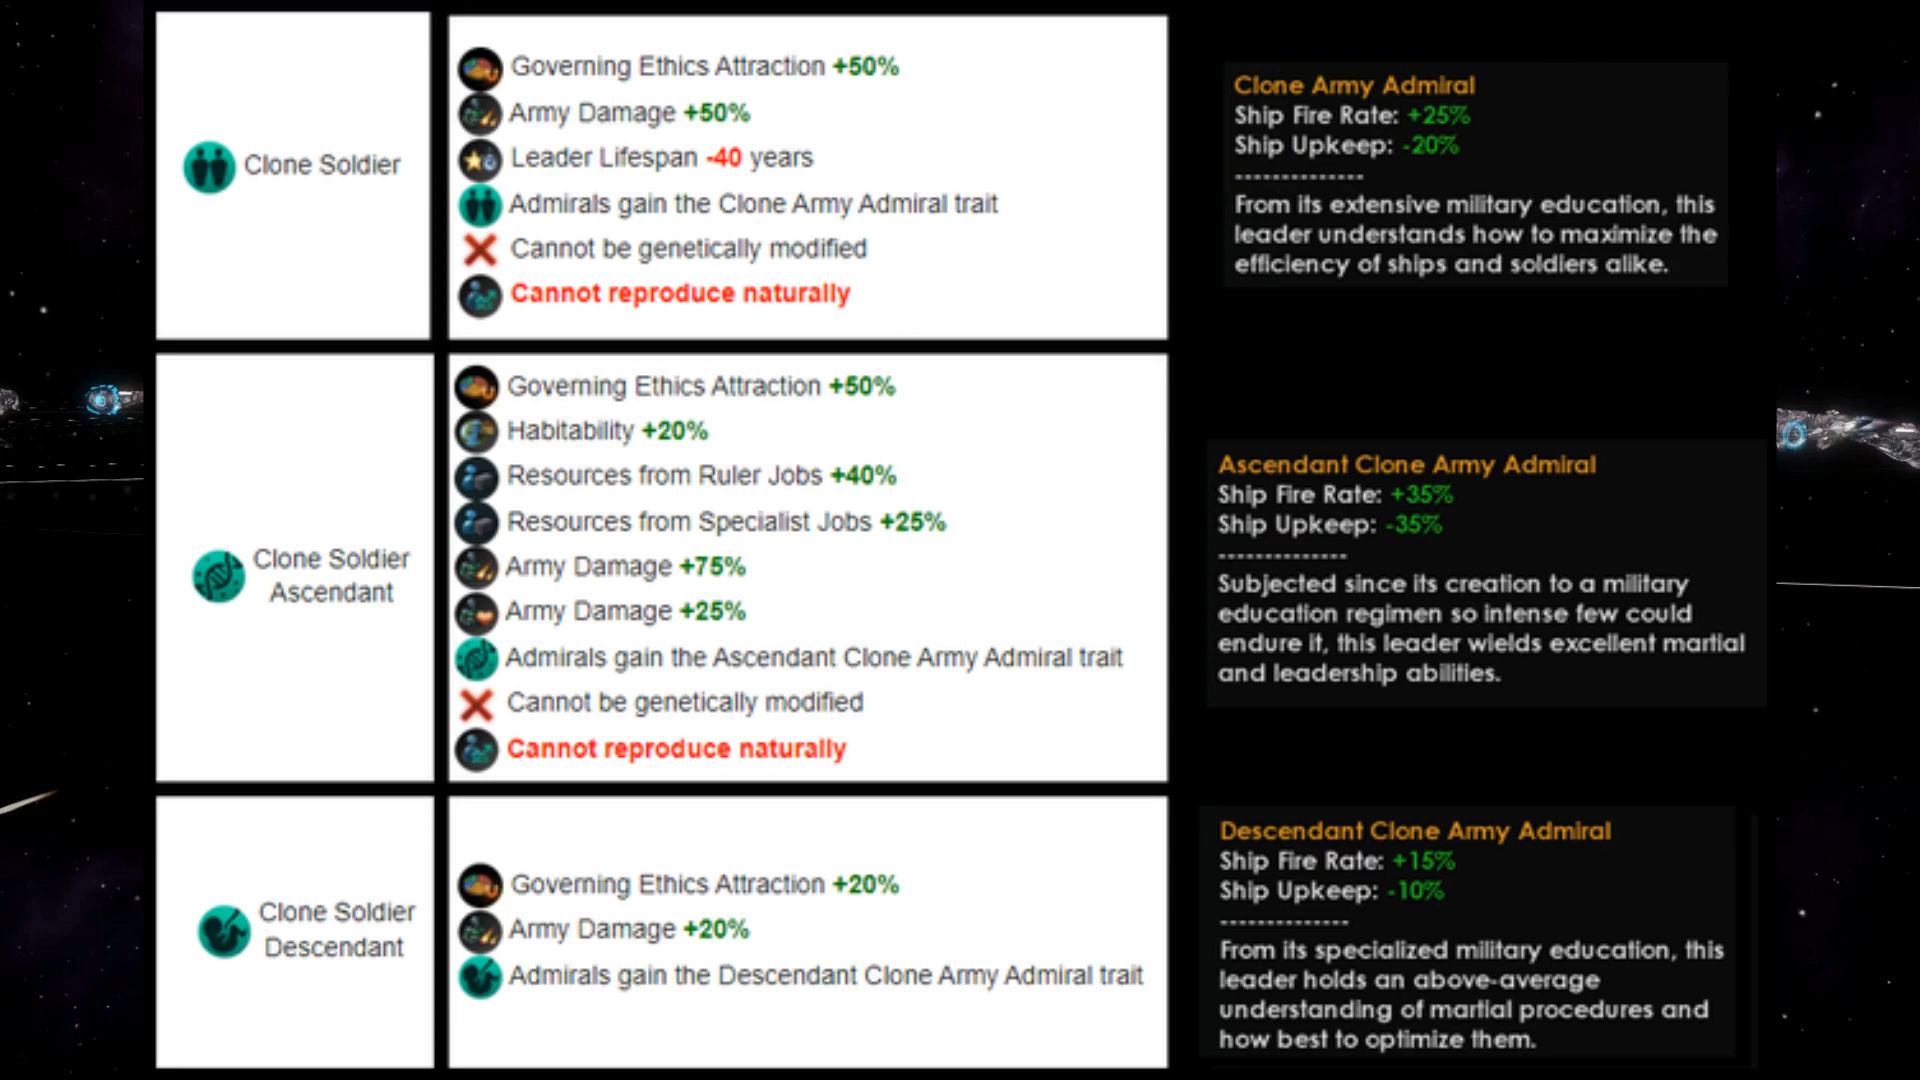 Clone Soldier
Governing Ethics Attraction +50%
Army Damage +50%
Leader Lifespan -40 years
Admirals gain the Clone Army Admiral trait
Cannot be genetically modified
Cannot reproduce naturally
Clone Army Admiral
Ship Fire Rate: +25%
Ship Upkeep: -20%
--------------
From its extensive military education, this
leader understands how to maximize the
efficiency of ships and soldiers alike.
Clone Soldier
Ascendant
Governing Ethics Attraction +50%
Habitability +20%
Resources from Ruler Jobs +40%
Resources from Specialist Jobs +25%
Army Damage +75%
Army Damage +25%
Admirals gain the Ascendant Clone Army Admiral trait
Cannot be genetically modified
Cannot reproduce naturally
Ascendant Clone Army Admiral
Ship Fire Rate: +35%
Ship Upkeep: -35%
--------------
Subjected since its creation to a military
education regimen so intense few could
endure it, this leader wields excellent martial
and leadership abilities.
Clone Soldier
Descendant
Governing Ethics Attraction +20%
Army Damage +20%
Admirals gain the Descendant Clone Army Admiral trait
Descendant Clone Army Admiral
Ship Fire Rate: +15%
Ship Upkeep: -10%
--------------
From its specialized military education, this
leader holds an above-average
understanding of martial procedures and
how best to optimize them.